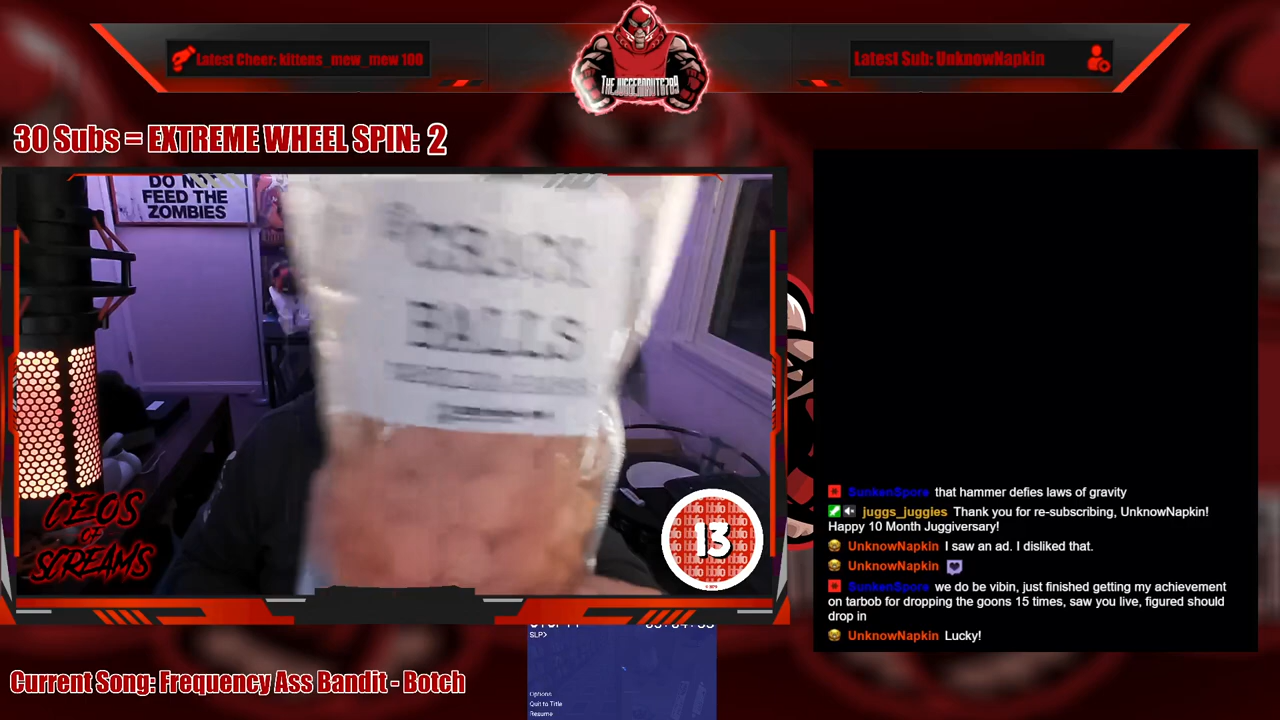 Latest Cheer: kittens_mew_mew 100
THEJUGGERNAUT6789
Latest Sub: UnknowNapkin
30 Subs = EXTREME WHEEL SPIN: 2
DO NOT
FEED THE
ZOMBIES
BALLS
CEOS
OF
SCREAMS
13
SunkenSpore that hammer defies laws of gravity
juggs_juggies Thank you for re-subscribing, UnknowNapkin!
Happy 10 Month Juggiversary!
UnknowNapkin I saw an ad. I disliked that.
UnknowNapkin
SunkenSpore we do be vibin, just finished getting my achievement
on tarbob for dropping the goons 15 times, saw you live, figured should
drop in
UnknowNapkin Lucky!
SLP>
Options
Quit to Title
Resume
Current Song: Frequency Ass Bandit - Botch